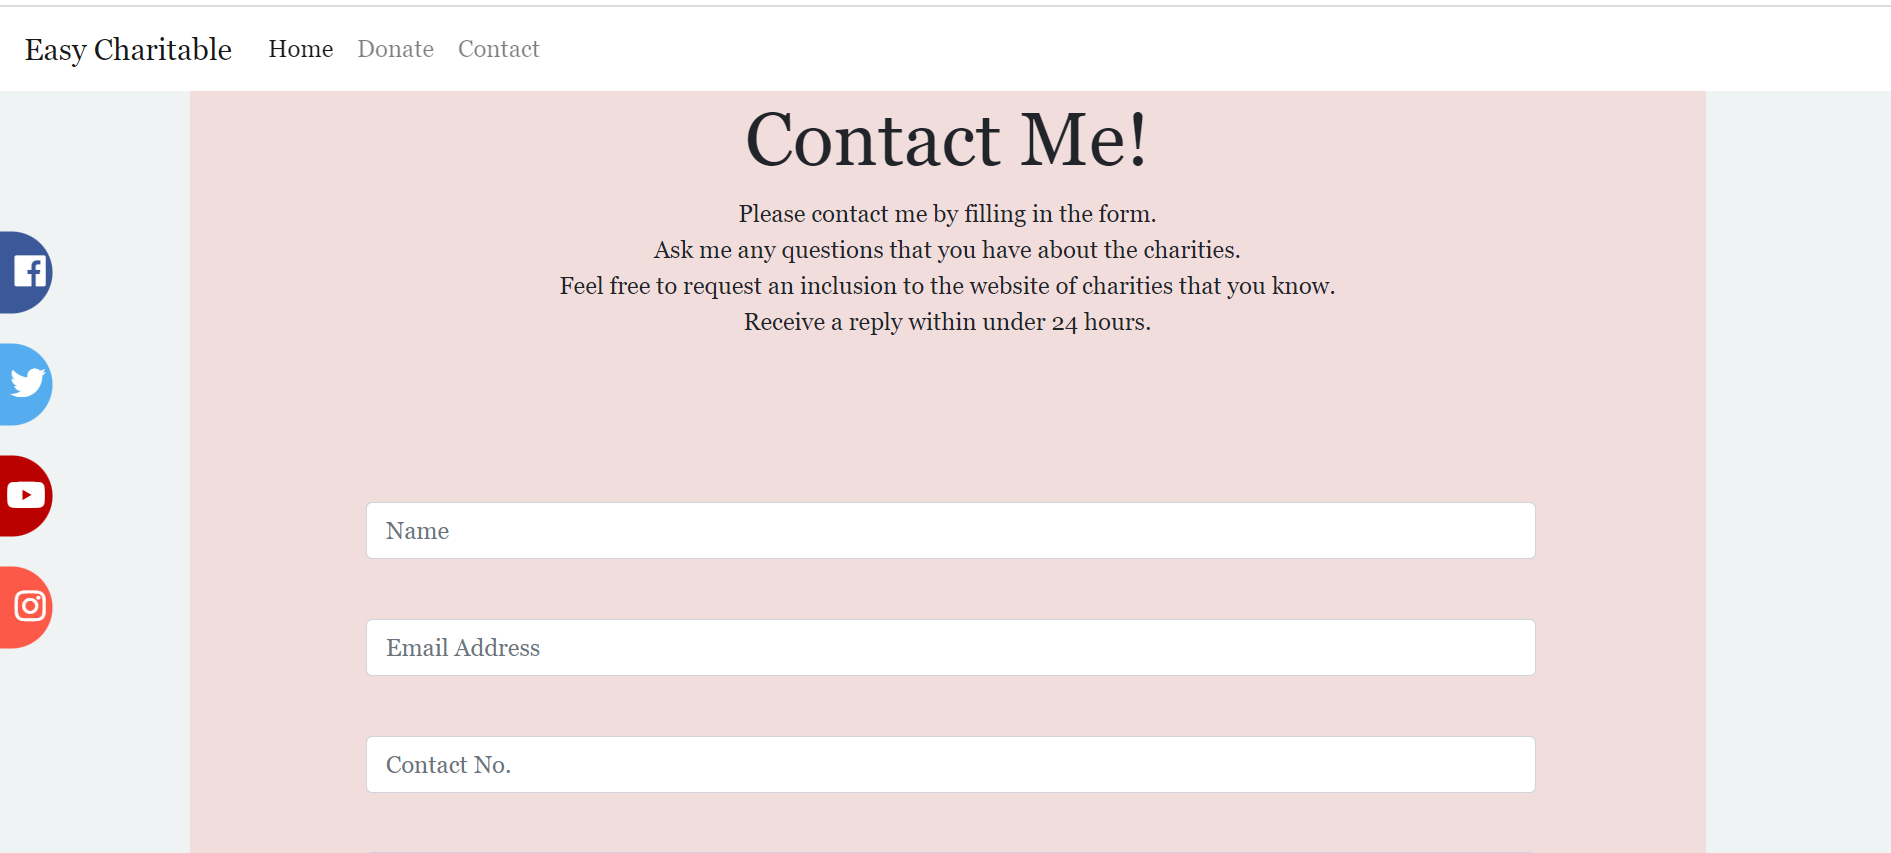 Easy Charitable Home Donate Contact
Contact Me!
Please contact me by filling in the form.
Ask me any questions that you have about the charities.
Feel free to request an inclusion to the website of charities that you know.
Receive a reply within under 24 hours.
Name
Email Address
Contact No.